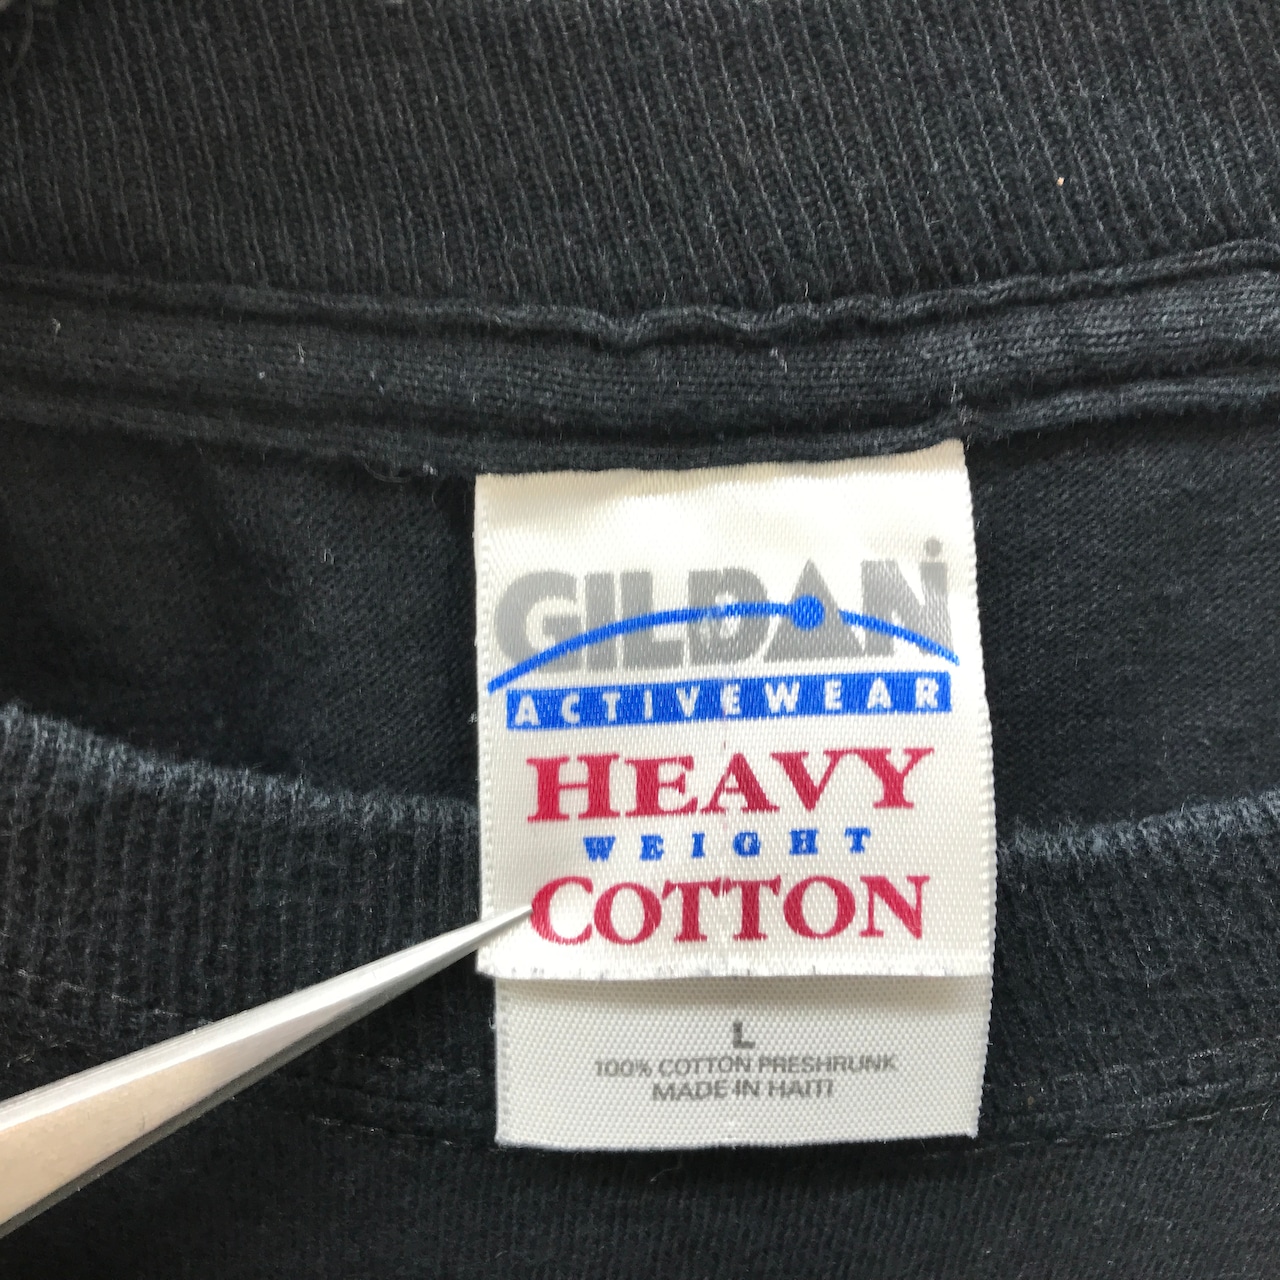 GILDAN
ACTIVEWEAR
HEAVY
WEIGHT
COTTON
L
100% COTTON PRESHRUNK
MADE IN HAITI